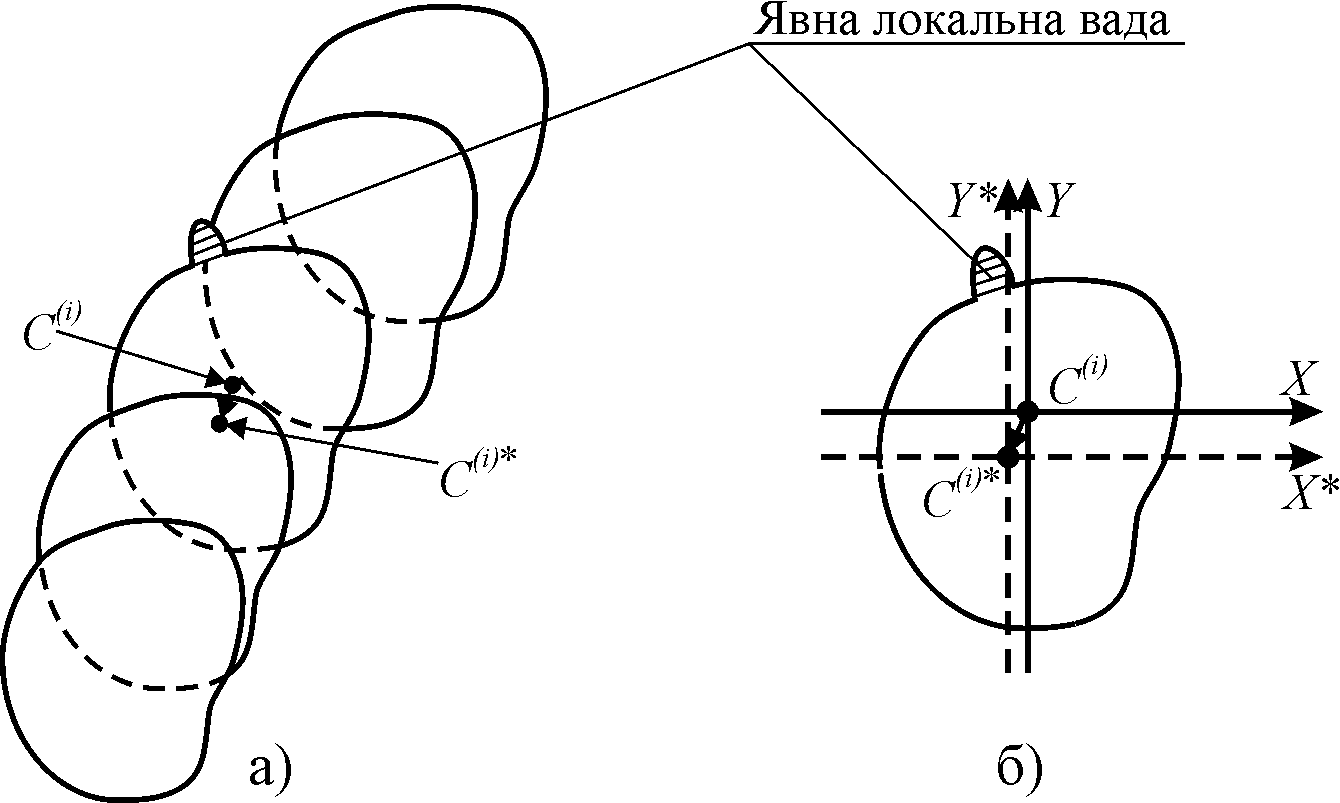 Явна локальна вада
Y* Y
C(i)
C(i)
X
C(i)*
C(i)*
X*
а)
б)